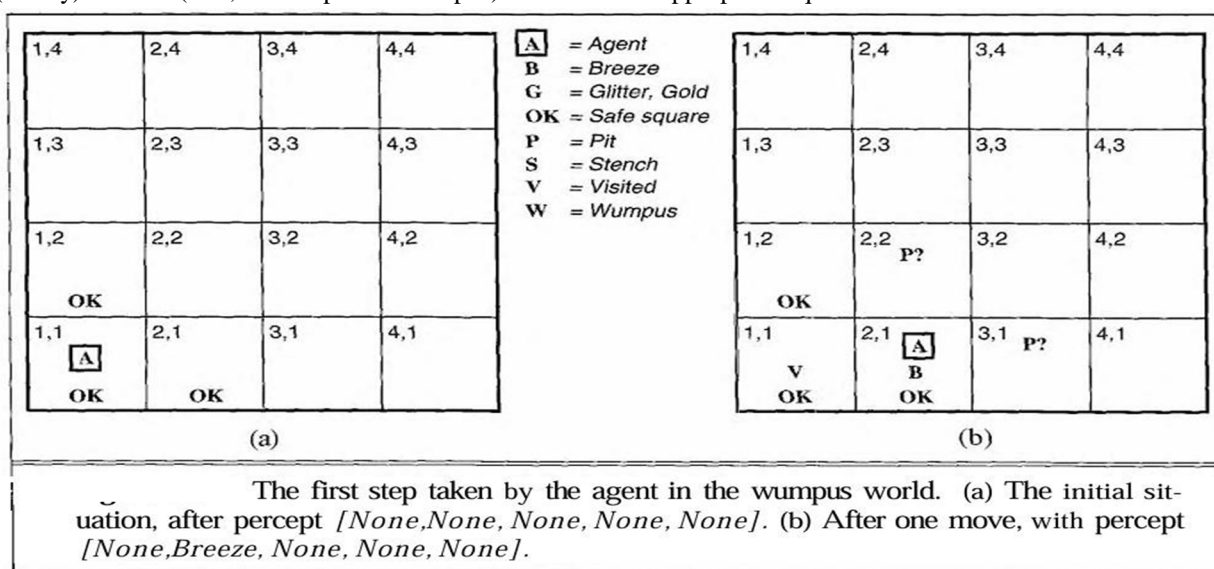 1,4 2,4 3,4 4,4
1,3 2,3 3,3 4,3
1,2 2,2 3,2 4,2
OK
1,1 2,1 3,1 4,1
A
OK OK
(a)
A = Agent
B = Breeze
G = Glitter, Gold
OK = Safe square
P = Pit
S = Stench
V = Visited
W = Wumpus
1,4 2,4 3,4 4,4
1,3 2,3 3,3 4,3
1,2 2,2 3,2 4,2
P?
OK
1,1 2,1 3,1 4,1
A P?
V B
OK OK
(b)
The first step taken by the agent in the wumpus world. (a) The initial sit-
uation, after percept [None,None, None, None, None]. (b) After one move, with percept
[None,Breeze, None, None, None].